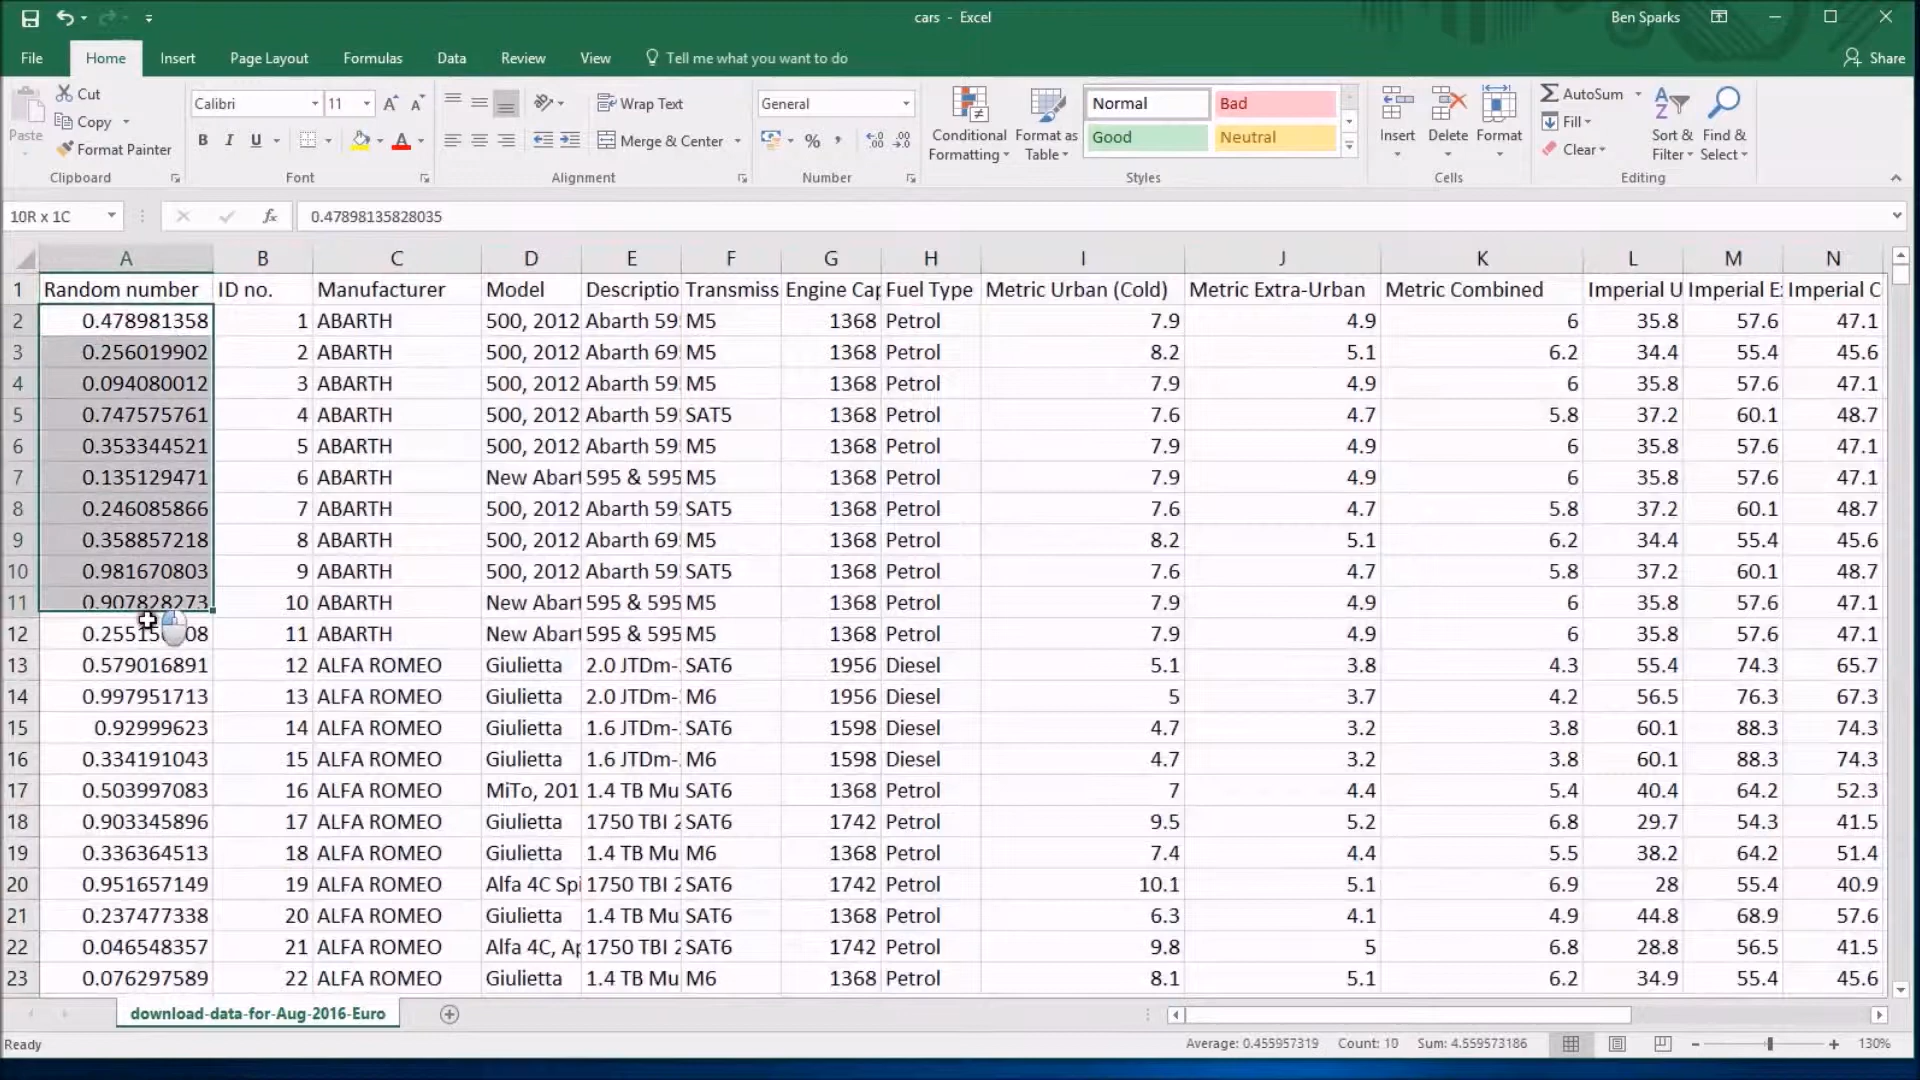 cars - Excel
Ben Sparks
File Home Insert Page Layout Formulas Data Review View Tell me what you want to do Share
Paste
Cut
Copy
Format Painter
Clipboard
Calibri 11
B I U
Font
Wrap Text
Merge & Center
Alignment
General
%
Number
Conditional Formatting
Format as Table
Normal Bad
Good Neutral
Styles
Insert Delete Format
Cells
AutoSum
Fill
Clear
Sort & Filter
Find & Select
Editing
10R x 1C fx 0.47898135828035
A B C D E F G H I J K L M N
1 Random number ID no. Manufacturer Model Descriptio Transmiss Engine Cap Fuel Type Metric Urban (Cold) Metric Extra-Urban Metric Combined Imperial U Imperial E Imperial C
2 0.478981358 1 ABARTH 500, 2012 Abarth 59 M5 1368 Petrol 7.9 4.9 6 35.8 57.6 47.1
3 0.256019902 2 ABARTH 500, 2012 Abarth 69 M5 1368 Petrol 8.2 5.1 6.2 34.4 55.4 45.6
4 0.094080012 3 ABARTH 500, 2012 Abarth 59 M5 1368 Petrol 7.9 4.9 6 35.8 57.6 47.1
5 0.747575761 4 ABARTH 500, 2012 Abarth 59 SAT5 1368 Petrol 7.6 4.7 5.8 37.2 60.1 48.7
6 0.353344521 5 ABARTH 500, 2012 Abarth 59 M5 1368 Petrol 7.9 4.9 6 35.8 57.6 47.1
7 0.135129471 6 ABARTH New Abart 595 & 595 M5 1368 Petrol 7.9 4.9 6 35.8 57.6 47.1
8 0.246085866 7 ABARTH 500, 2012 Abarth 59 SAT5 1368 Petrol 7.6 4.7 5.8 37.2 60.1 48.7
9 0.358857218 8 ABARTH 500, 2012 Abarth 69 M5 1368 Petrol 8.2 5.1 6.2 34.4 55.4 45.6
10 0.981670803 9 ABARTH 500, 2012 Abarth 59 SAT5 1368 Petrol 7.6 4.7 5.8 37.2 60.1 48.7
11 0.907828273 10 ABARTH New Abart 595 & 595 M5 1368 Petrol 7.9 4.9 6 35.8 57.6 47.1
12 11 ABARTH New Abart 595 & 595 M5 1368 Petrol 7.9 4.9 6 35.8 57.6 47.1
13 0.579016891 12 ALFA ROMEO Giulietta 2.0 JTDm- SAT6 1956 Diesel 5.1 3.8 4.3 55.4 74.3 65.7
14 0.997951713 13 ALFA ROMEO Giulietta 2.0 JTDm- M6 1956 Diesel 5 3.7 4.2 56.5 76.3 67.3
15 0.92999623 14 ALFA ROMEO Giulietta 1.6 JTDm- SAT6 1598 Diesel 4.7 3.2 3.8 60.1 88.3 74.3
16 0.334191043 15 ALFA ROMEO Giulietta 1.6 JTDm- M6 1598 Diesel 4.7 3.2 3.8 60.1 88.3 74.3
17 0.503997083 16 ALFA ROMEO MiTo, 201 1.4 TB Mu SAT6 1368 Petrol 7 4.4 5.4 40.4 64.2 52.3
18 0.903345896 17 ALFA ROMEO Giulietta 1750 TBI 2 SAT6 1742 Petrol 9.5 5.2 6.8 29.7 54.3 41.5
19 0.336364513 18 ALFA ROMEO Giulietta 1.4 TB Mu M6 1368 Petrol 7.4 4.4 5.5 38.2 64.2 51.4
20 0.951657149 19 ALFA ROMEO Alfa 4C Spi 1750 TBI 2 SAT6 1742 Petrol 10.1 5.1 6.9 28 55.4 40.9
21 0.237477338 20 ALFA ROMEO Giulietta 1.4 TB Mu SAT6 1368 Petrol 6.3 4.1 4.9 44.8 68.9 57.6
22 0.046548357 21 ALFA ROMEO Alfa 4C, Ap 1750 TBI 2 SAT6 1742 Petrol 9.8 5 6.8 28.8 56.5 41.5
23 0.076297589 22 ALFA ROMEO Giulietta 1.4 TB Mu M6 1368 Petrol 8.1 5.1 6.2 34.9 55.4 45.6
download-data-for-Aug-2016-Euro
Ready Average: 0.455957319 Count: 10 Sum: 4.559573186 130%